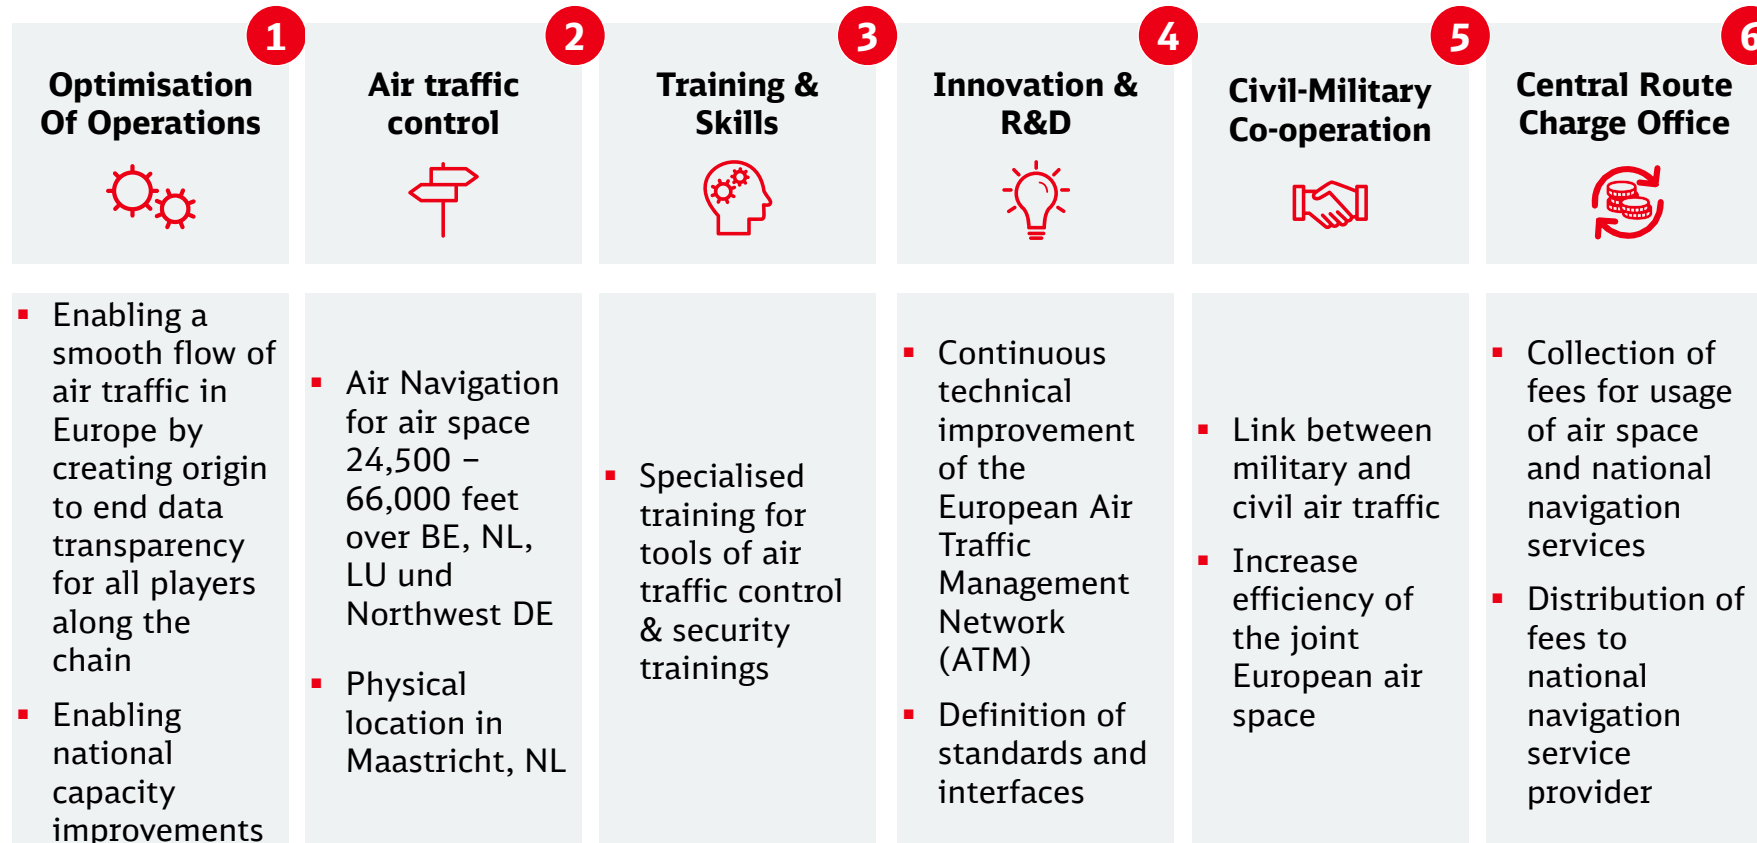 1
Optimisation
Of Operations
2
Air traffic
control
3
Training &
Skills
4
Innovation &
R&D
5
Civil-Military
Co-operation
6
Central Route
Charge Office
▪ Enabling a
smooth flow of
air traffic in
Europe by
creating origin
to end data
transparency
for all players
along the
chain
▪ Enabling
national
capacity
improvements
▪ Air Navigation
for air space
24,500 –
66,000 feet
over BE, NL,
LU und
Northwest DE
▪ Physical
location in
Maastricht, NL
▪ Specialised
training for
tools of air
traffic control
& security
trainings
▪ Continuous
technical
improvement
of the
European Air
Traffic
Management
Network
(ATM)
▪ Definition of
standards and
interfaces
▪ Link between
military and
civil air traffic
▪ Increase
efficiency of
the joint
European air
space
▪ Collection of
fees for usage
of air space
and national
navigation
services
▪ Distribution of
fees to
national
navigation
service
provider